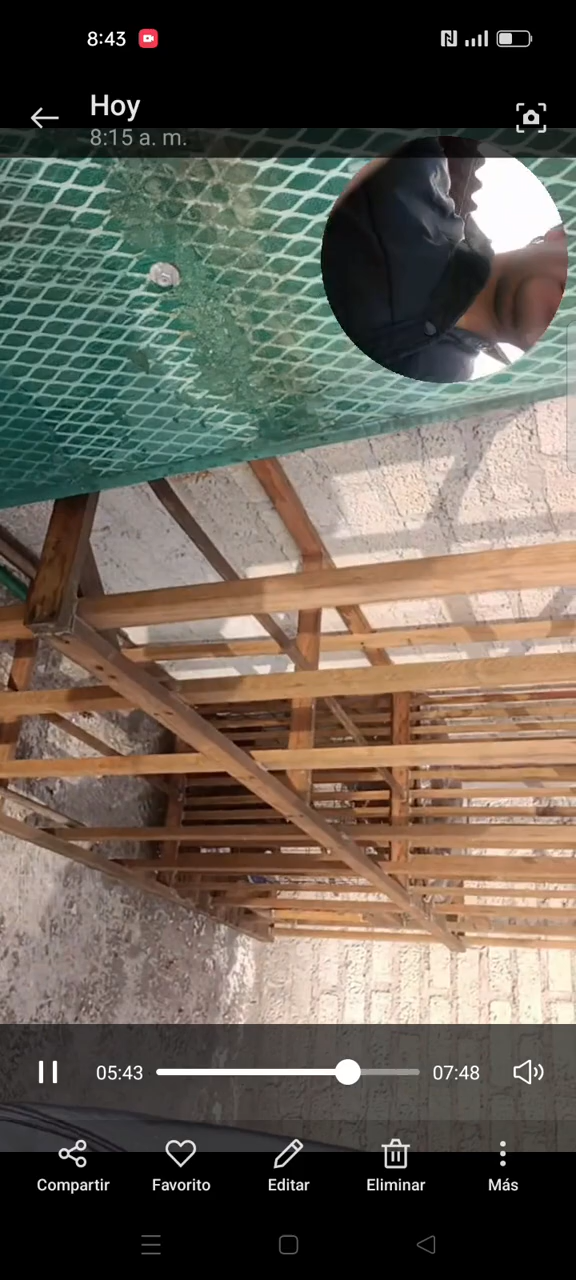 8:43
Hoy
8:15 a. m.
05:43
07:48
Compartir
Favorito
Editar
Eliminar
Más